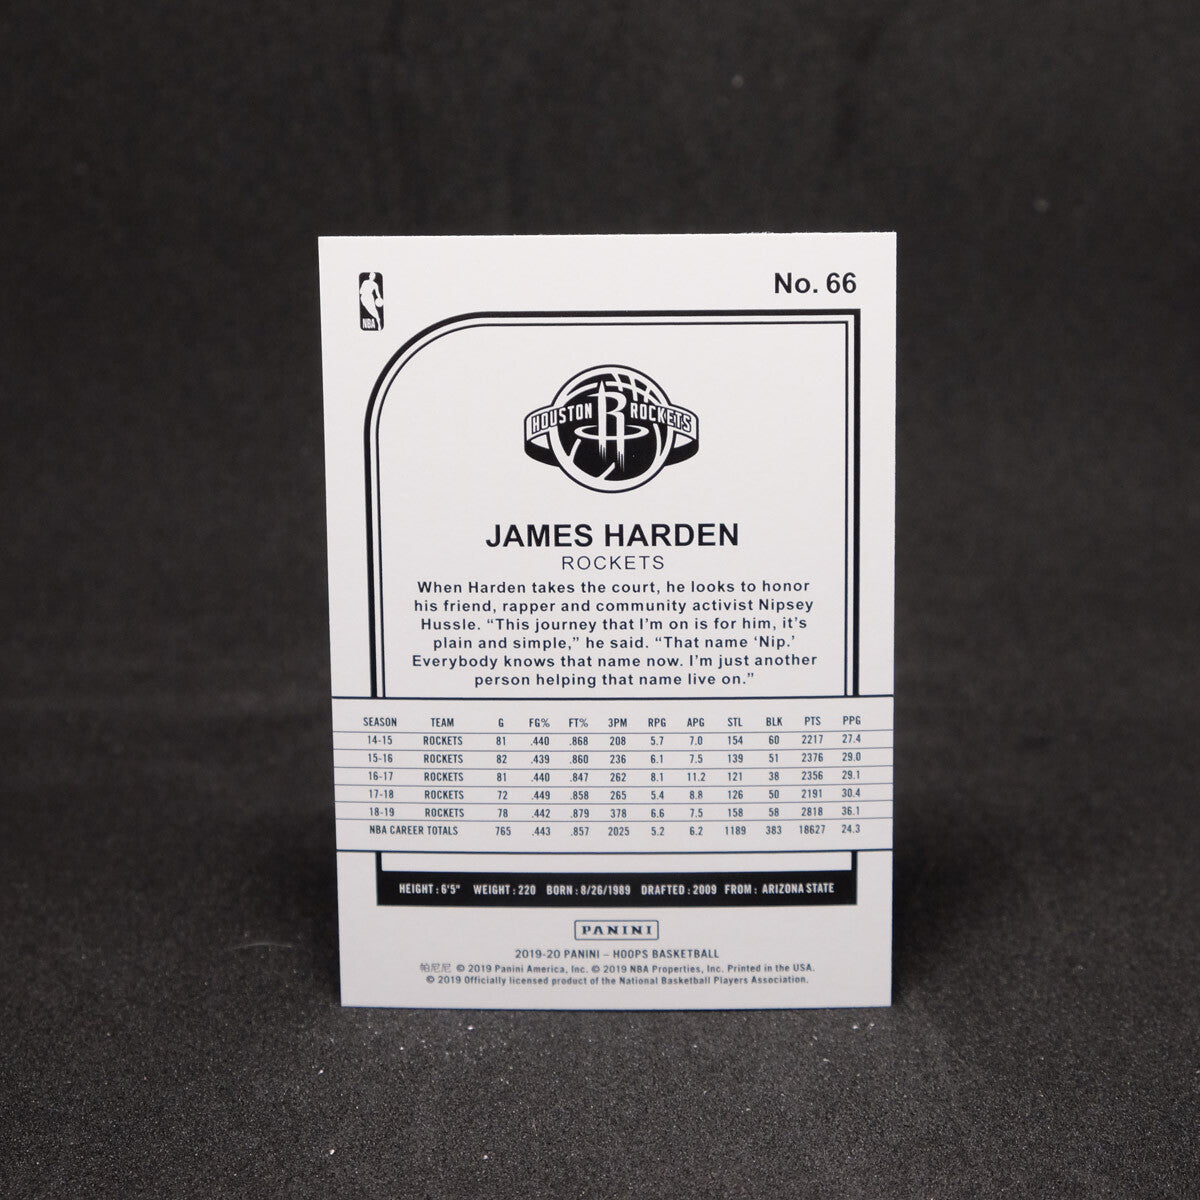 No. 66
NBA
HOUSTON R ROCKETS
JAMES HARDEN
ROCKETS
When Harden takes the court, he looks to honor
his friend, rapper and community activist Nipsey
Hussle. “This journey that I’m on is for him, it’s
plain and simple,” he said. “That name ‘Nip.’
Everybody knows that name now. I’m just another
person helping that name live on.”
SEASON TEAM G FG% FT% 3PM RPG APG STL BLK PTS PPG
14-15 ROCKETS 81 .440 .868 208 5.7 7.0 154 60 2217 27.4
15-16 ROCKETS 82 .439 .860 236 6.1 7.5 139 51 2376 29.0
16-17 ROCKETS 81 .440 .847 262 8.1 11.2 121 38 2356 29.1
17-18 ROCKETS 72 .449 .858 265 5.4 8.8 126 50 2191 30.4
18-19 ROCKETS 78 .442 .879 378 6.6 7.5 158 58 2818 36.1
NBA CAREER TOTALS 765 .443 .857 2025 5.2 6.2 1189 383 18627 24.3
HEIGHT: 6'5" WEIGHT: 220 BORN: 8/26/1989 DRAFTED: 2009 FROM: ARIZONA STATE
PANINI
2019-20 PANINI – HOOPS BASKETBALL
帕尼尼 © 2019 Panini America, Inc. © 2019 NBA Properties, Inc. Printed in the USA.
© 2019 Officially licensed product of the National Basketball Players Association.